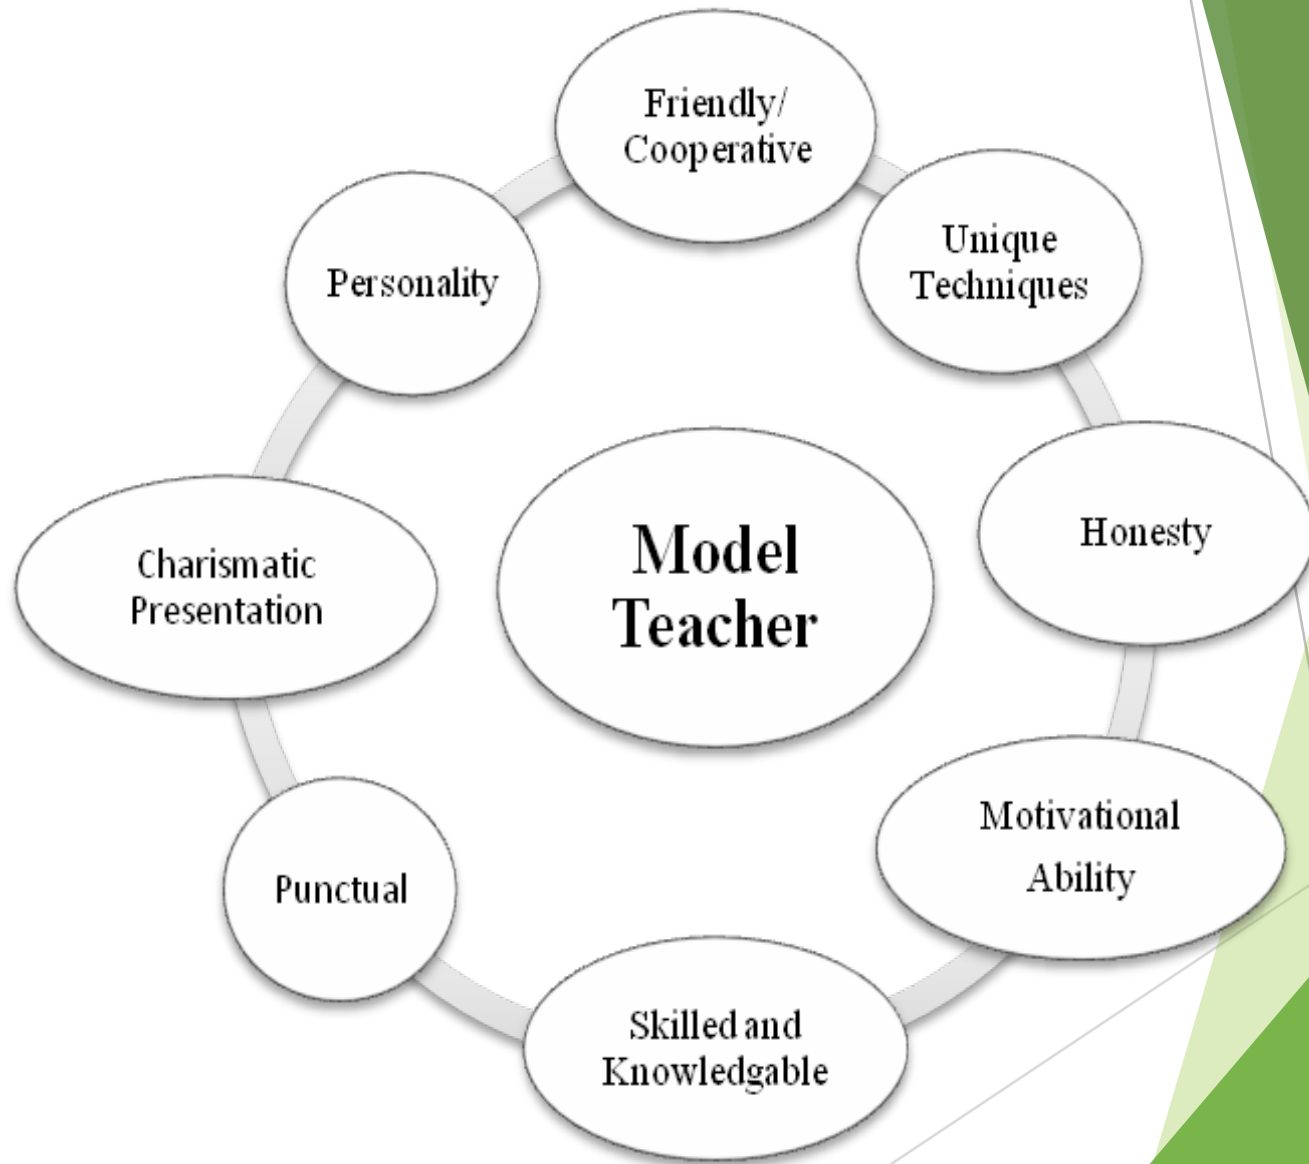 Friendly/
Cooperative
Unique
Techniques
Personality
Honesty
Model
Teacher
Charismatic
Presentation
Motivational
Ability
Punctual
Skilled and
Knowledgable